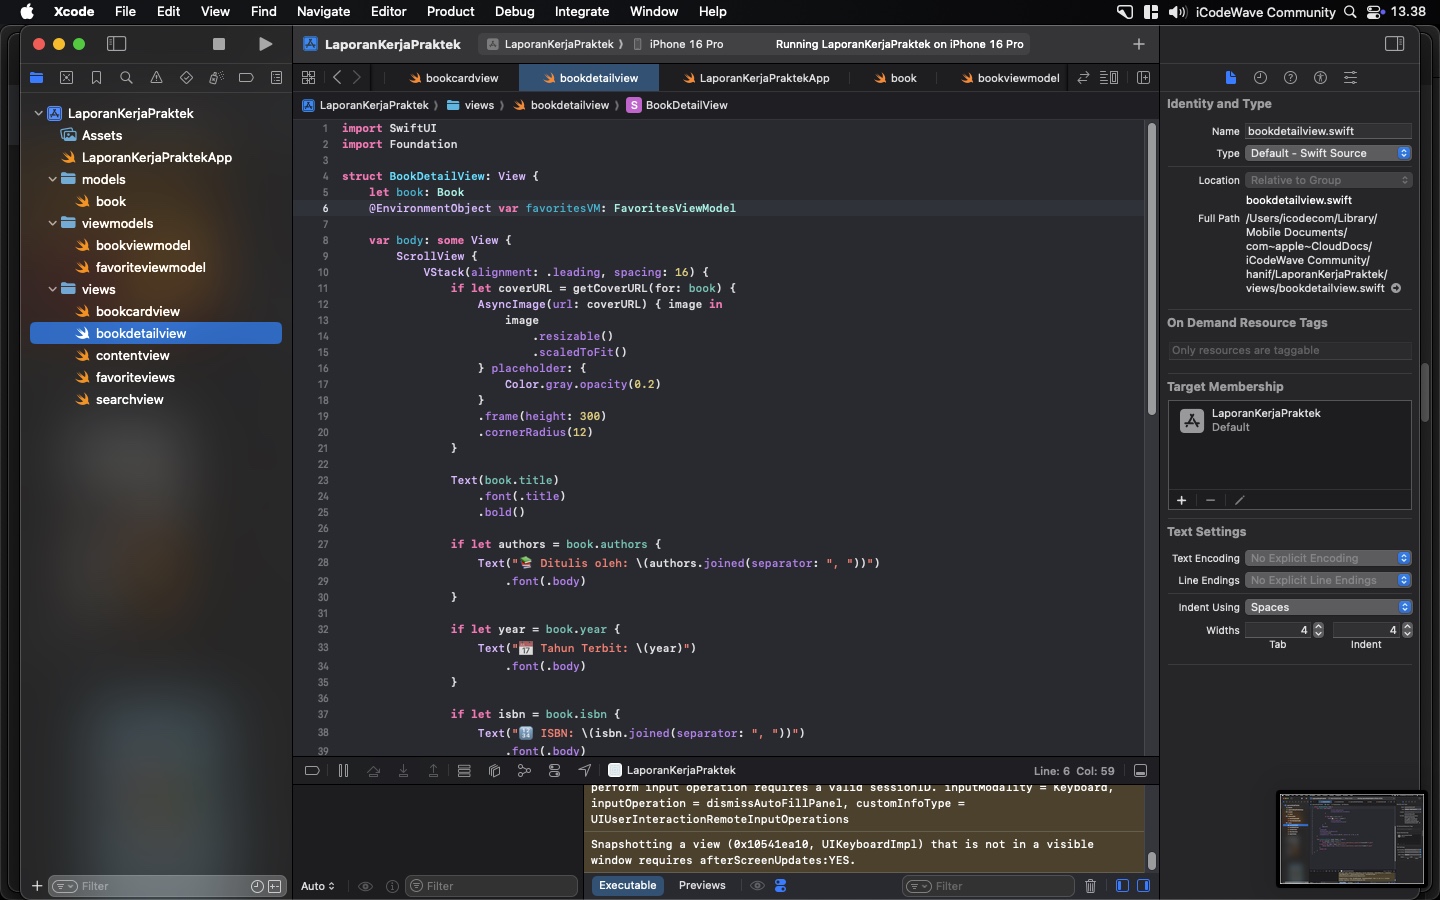 Xcode File Edit View Find Navigate Editor Product Debug Integrate Window Help iCodeWave Community 13.38
LaporanKerjaPraktek LaporanKerjaPraktek iPhone 16 Pro Running LaporanKerjaPraktek on iPhone 16 Pro
bookcardview bookdetailview LaporanKerjaPraktekApp book bookviewmodel
LaporanKerjaPraktek views bookdetailview S BookDetailView
LaporanKerjaPraktek
Assets
LaporanKerjaPraktekApp
models
book
viewmodels
bookviewmodel
favoriteviewmodel
views
bookcardview
bookdetailview
contentview
favoriteviews
searchview
Filter
1 import SwiftUI
2 import Foundation
3
4 struct BookDetailView: View {
5 let book: Book
6 @EnvironmentObject var favoritesVM: FavoritesViewModel
7
8 var body: some View {
9 ScrollView {
10 VStack(alignment: .leading, spacing: 16) {
11 if let coverURL = getCoverURL(for: book) {
12 AsyncImage(url: coverURL) { image in
13 image
14 .resizable()
15 .scaledToFit()
16 } placeholder: {
17 Color.gray.opacity(0.2)
18 }
19 .frame(height: 300)
20 .cornerRadius(12)
21 }
22
23 Text(book.title)
24 .font(.title)
25 .bold()
26
27 if let authors = book.authors {
28 Text("📚 Ditulis oleh: \(authors.joined(separator: ", "))")
29 .font(.body)
30 }
31
32 if let year = book.year {
33 Text("📅 Tahun Terbit: \(year)")
34 .font(.body)
35 }
36
37 if let isbn = book.isbn {
38 Text("🔢 ISBN: \(isbn.joined(separator: ", "))")
39 .font(.body)
LaporanKerjaPraktek Line: 6 Col: 59
perform input operation requires a valid sessionID. inputModality = Keyboard,
inputOperation = dismissAutoFillPanel, customInfoType =
UIUserInteractionRemoteInputOperations
Snapshotting a view (0x10541ea10, UIKeyboardImpl) that is not in a visible
window requires afterScreenUpdates:YES.
Auto Filter Executable Previews Filter
Identity and Type
Name bookdetailview.swift
Type Default - Swift Source
Location Relative to Group
bookdetailview.swift
Full Path /Users/icodecom/Library/
Mobile Documents/
com~apple~CloudDocs/
iCodeWave Community/
hanif/LaporanKerjaPraktek/
views/bookdetailview.swift
On Demand Resource Tags
Only resources are taggable
Target Membership
LaporanKerjaPraktek
Default
Text Settings
Text Encoding No Explicit Encoding
Line Endings No Explicit Line Endings
Indent Using Spaces
Widths 4 4
Tab Indent